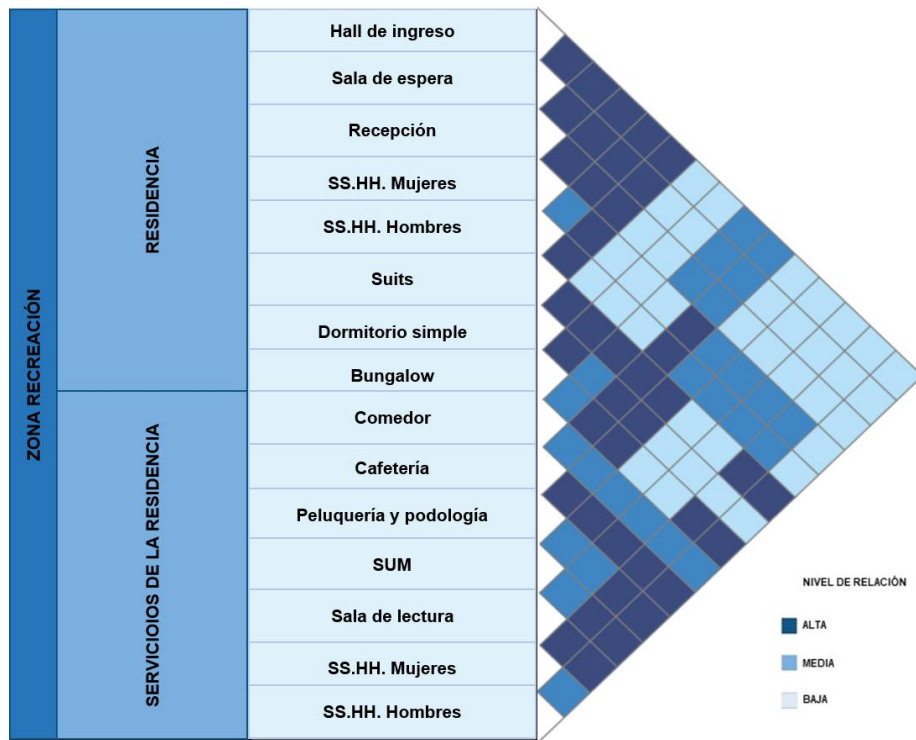 ZONA RECREACIÓN
RESIDENCIA
Hall de ingreso
Sala de espera
Recepción
SS.HH. Mujeres
SS.HH. Hombres
Suits
Dormitorio simple
Bungalow
SERVICIOIOS DE LA RESIDENCIA
Comedor
Cafetería
Peluquería y podología
SUM
Sala de lectura
SS.HH. Mujeres
SS.HH. Hombres
NIVEL DE RELACIÓN
ALTA
MEDIA
BAJA